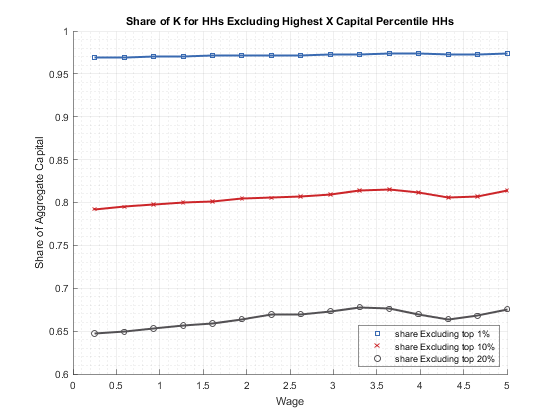 Share of K for HHs Excluding Highest X Capital Percentile HHs
1
0.95
0.9
0.85
0.8
0.75
0.7
0.65
0.6
Share of Aggregate Capital
share Excluding top 1%
share Excluding top 10%
share Excluding top 20%
0 0.5 1 1.5 2 2.5 3 3.5 4 4.5 5
Wage